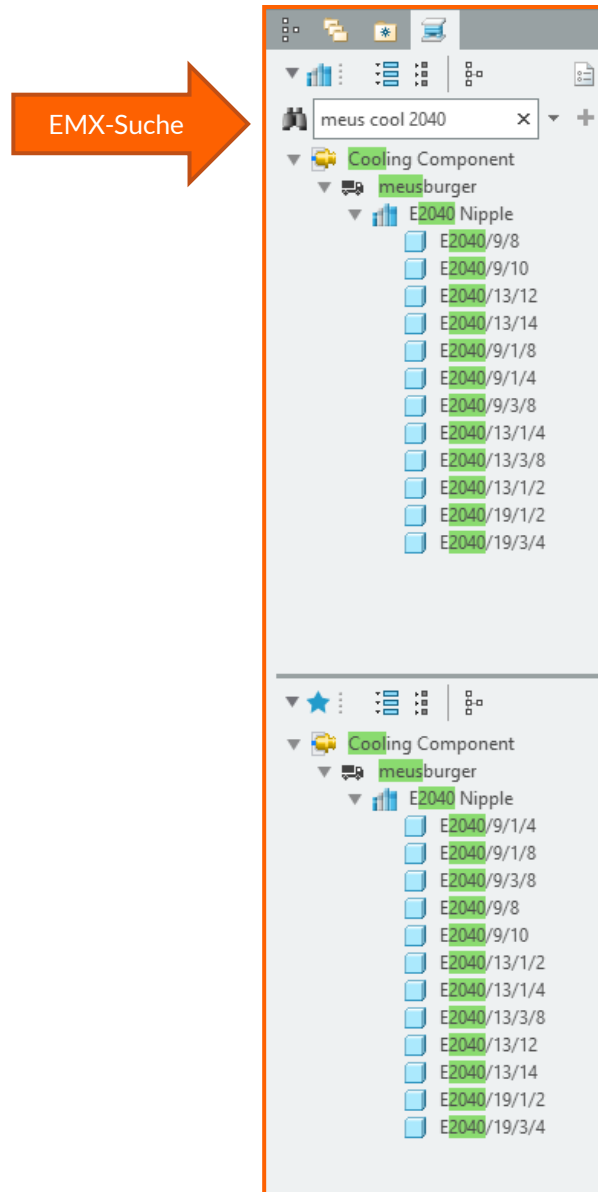 EMX-Suche
meus cool 2040
Cooling Component
meusburger
E2040 Nipple
E2040/9/8
E2040/9/10
E2040/13/12
E2040/13/14
E2040/9/1/8
E2040/9/1/4
E2040/9/3/8
E2040/13/1/4
E2040/13/3/8
E2040/13/1/2
E2040/19/1/2
E2040/19/3/4
Cooling Component
meusburger
E2040 Nipple
E2040/9/1/4
E2040/9/1/8
E2040/9/3/8
E2040/9/8
E2040/9/10
E2040/13/1/2
E2040/13/1/4
E2040/13/3/8
E2040/13/12
E2040/13/14
E2040/19/1/2
E2040/19/3/4